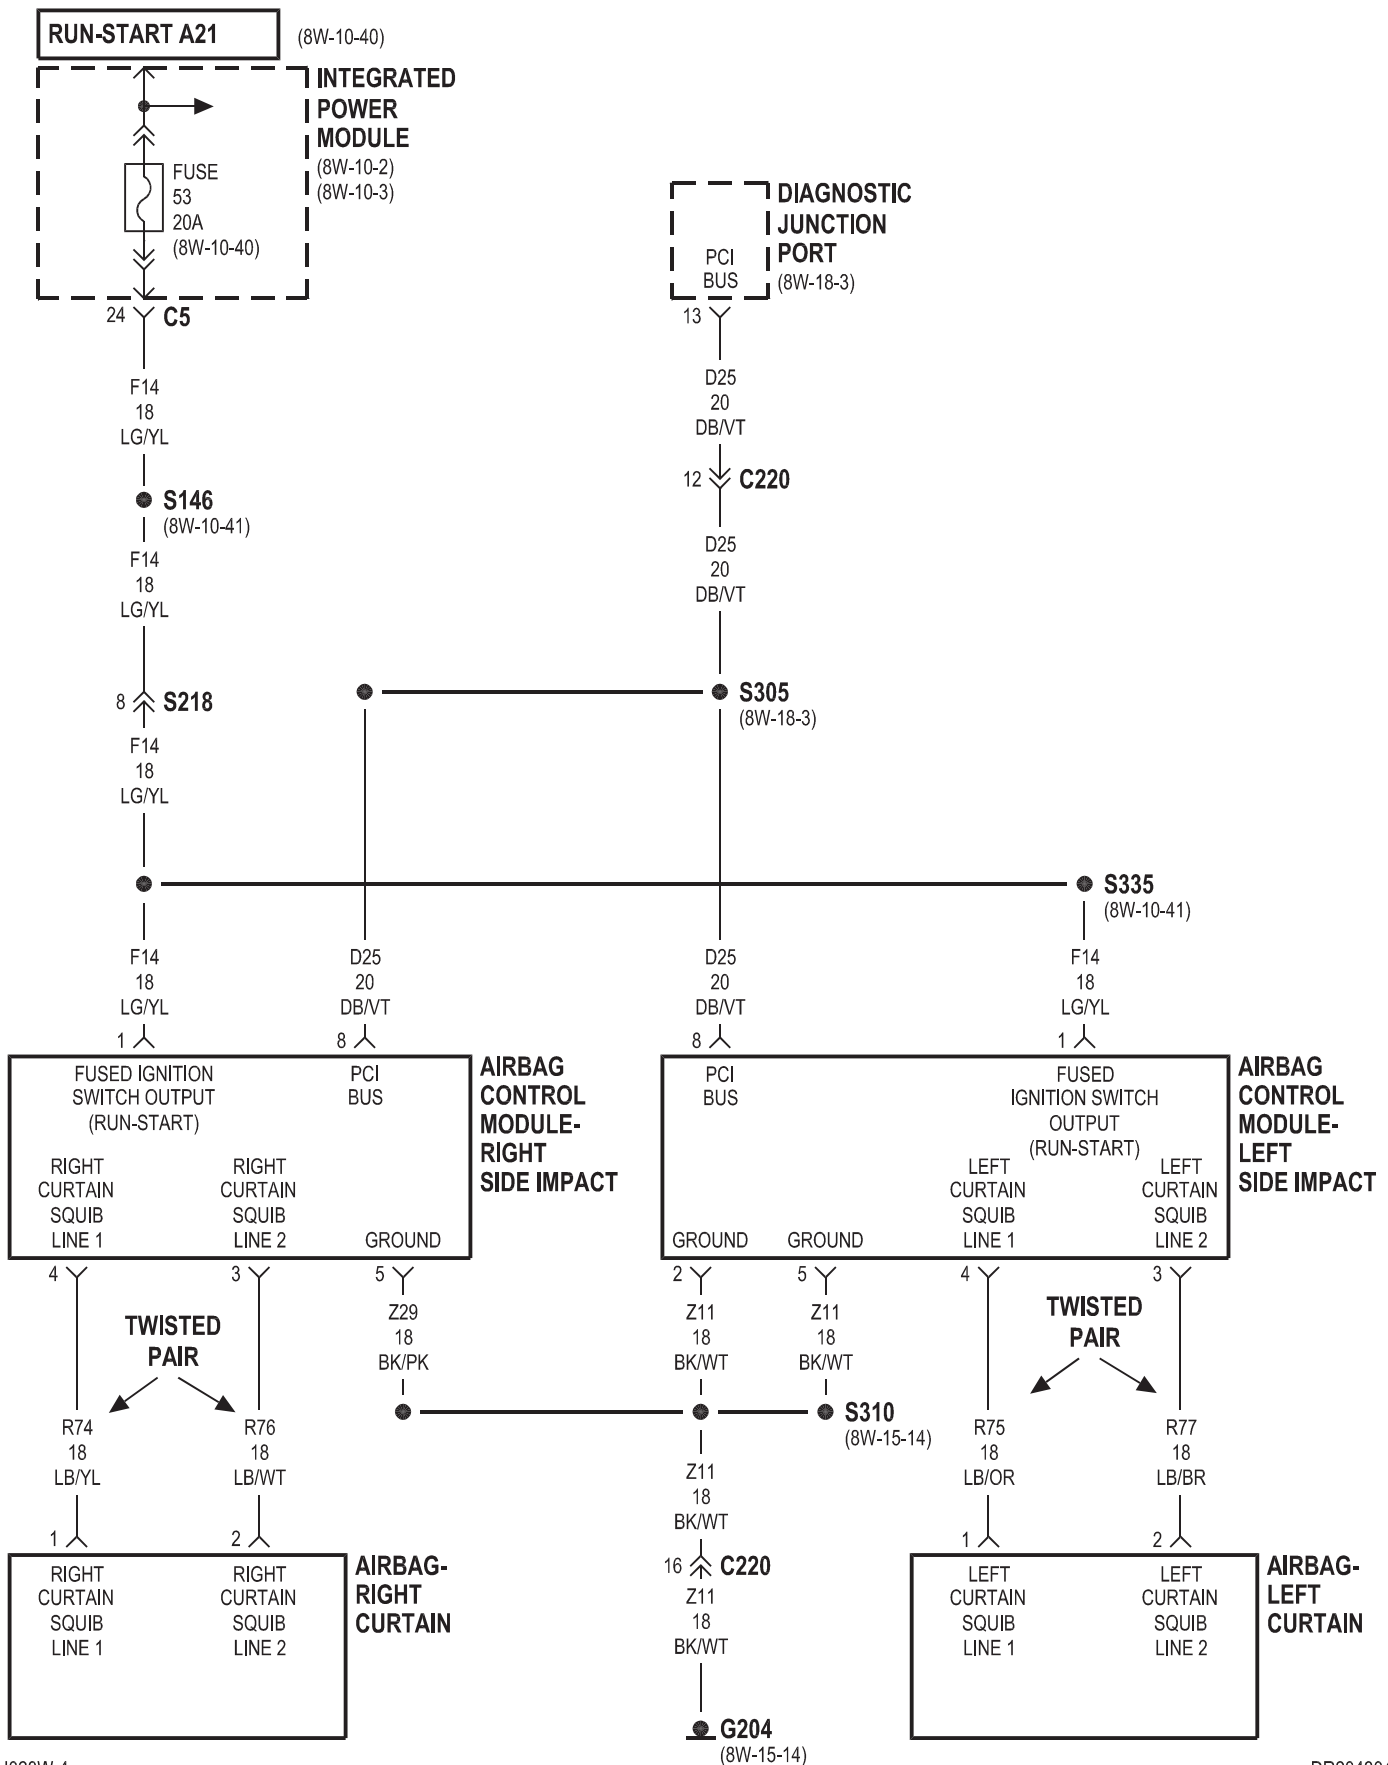 RUN-START A21
(8W-10-40)
INTEGRATED
POWER
MODULE
(8W-10-2)
(8W-10-3)
FUSE
53
20A
(8W-10-40)
24
C5
F14
18
LG/YL
S146
(8W-10-41)
F14
18
LG/YL
8
S218
F14
18
LG/YL
DIAGNOSTIC
JUNCTION
PORT
(8W-18-3)
PCI
BUS
13
D25
20
DB/VT
12
C220
D25
20
DB/VT
S305
(8W-18-3)
S335
(8W-10-41)
F14
18
LG/YL
1
D25
20
DB/VT
8
D25
20
DB/VT
8
F14
18
LG/YL
1
FUSED IGNITION
SWITCH OUTPUT
(RUN-START)
PCI
BUS
RIGHT
CURTAIN
SQUIB
LINE 1
RIGHT
CURTAIN
SQUIB
LINE 2
GROUND
AIRBAG
CONTROL
MODULE-
RIGHT
SIDE IMPACT
PCI
BUS
FUSED
IGNITION SWITCH
OUTPUT
(RUN-START)
GROUND
GROUND
LEFT
CURTAIN
SQUIB
LINE 1
LEFT
CURTAIN
SQUIB
LINE 2
AIRBAG
CONTROL
MODULE-
LEFT
SIDE IMPACT
4
3
5
2
5
4
3
TWISTED
PAIR
Z29
18
BK/PK
Z11
18
BK/WT
Z11
18
BK/WT
TWISTED
PAIR
S310
(8W-15-14)
R74
18
LB/YL
R76
18
LB/WT
Z11
18
BK/WT
R75
18
LB/OR
R77
18
LB/BR
1
2
16
C220
1
2
RIGHT
CURTAIN
SQUIB
LINE 1
RIGHT
CURTAIN
SQUIB
LINE 2
AIRBAG-
RIGHT
CURTAIN
Z11
18
BK/WT
G204
(8W-15-14)
LEFT
CURTAIN
SQUIB
LINE 1
LEFT
CURTAIN
SQUIB
LINE 2
AIRBAG-
LEFT
CURTAIN